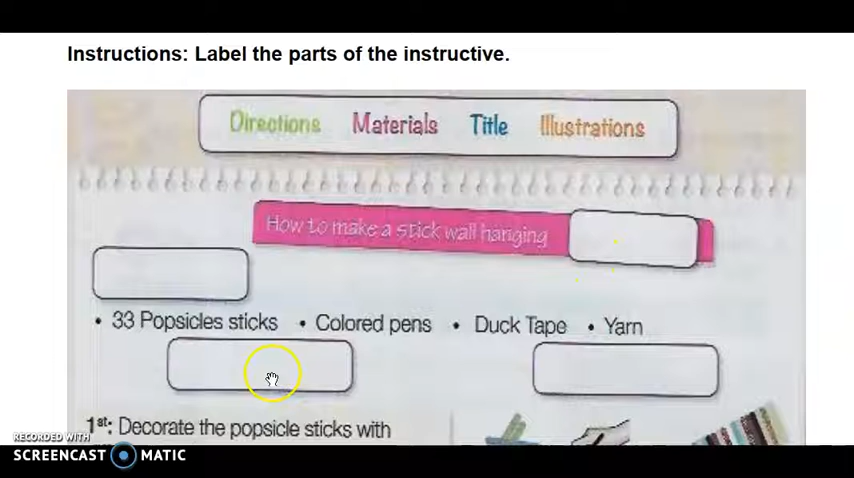 Instructions: Label the parts of the instructive.
Directions Materials Title Illustrations
How to make a stick wall hanging
• 33 Popsicles sticks • Colored pens • Duck Tape • Yarn
1st: Decorate the popsicle sticks with
RECORDED WITH
SCREENCAST MATIC